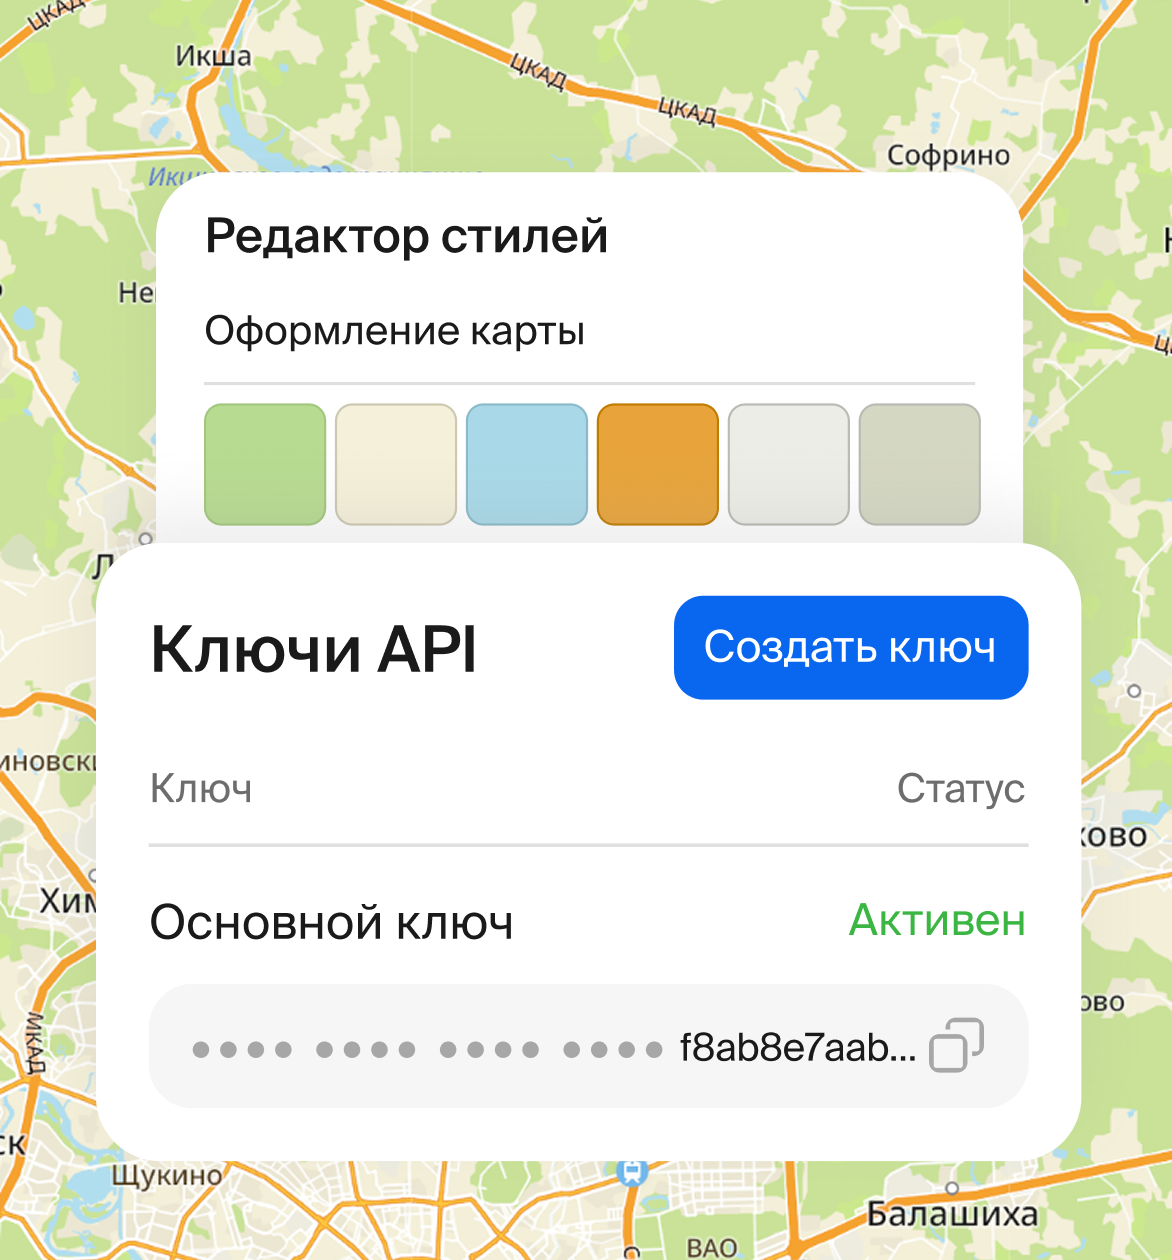 ЦКАД
Икша
ЦКАД
ЦКАД
Софрино
Редактор стилей
Оформление карты
Ключи API
Создать ключ
Ключ
Статус
Основной ключ
Активен
•••• •••• •••• •••• f8ab8e7aab...
МКАД
Щукино
Балашиха
ВАО